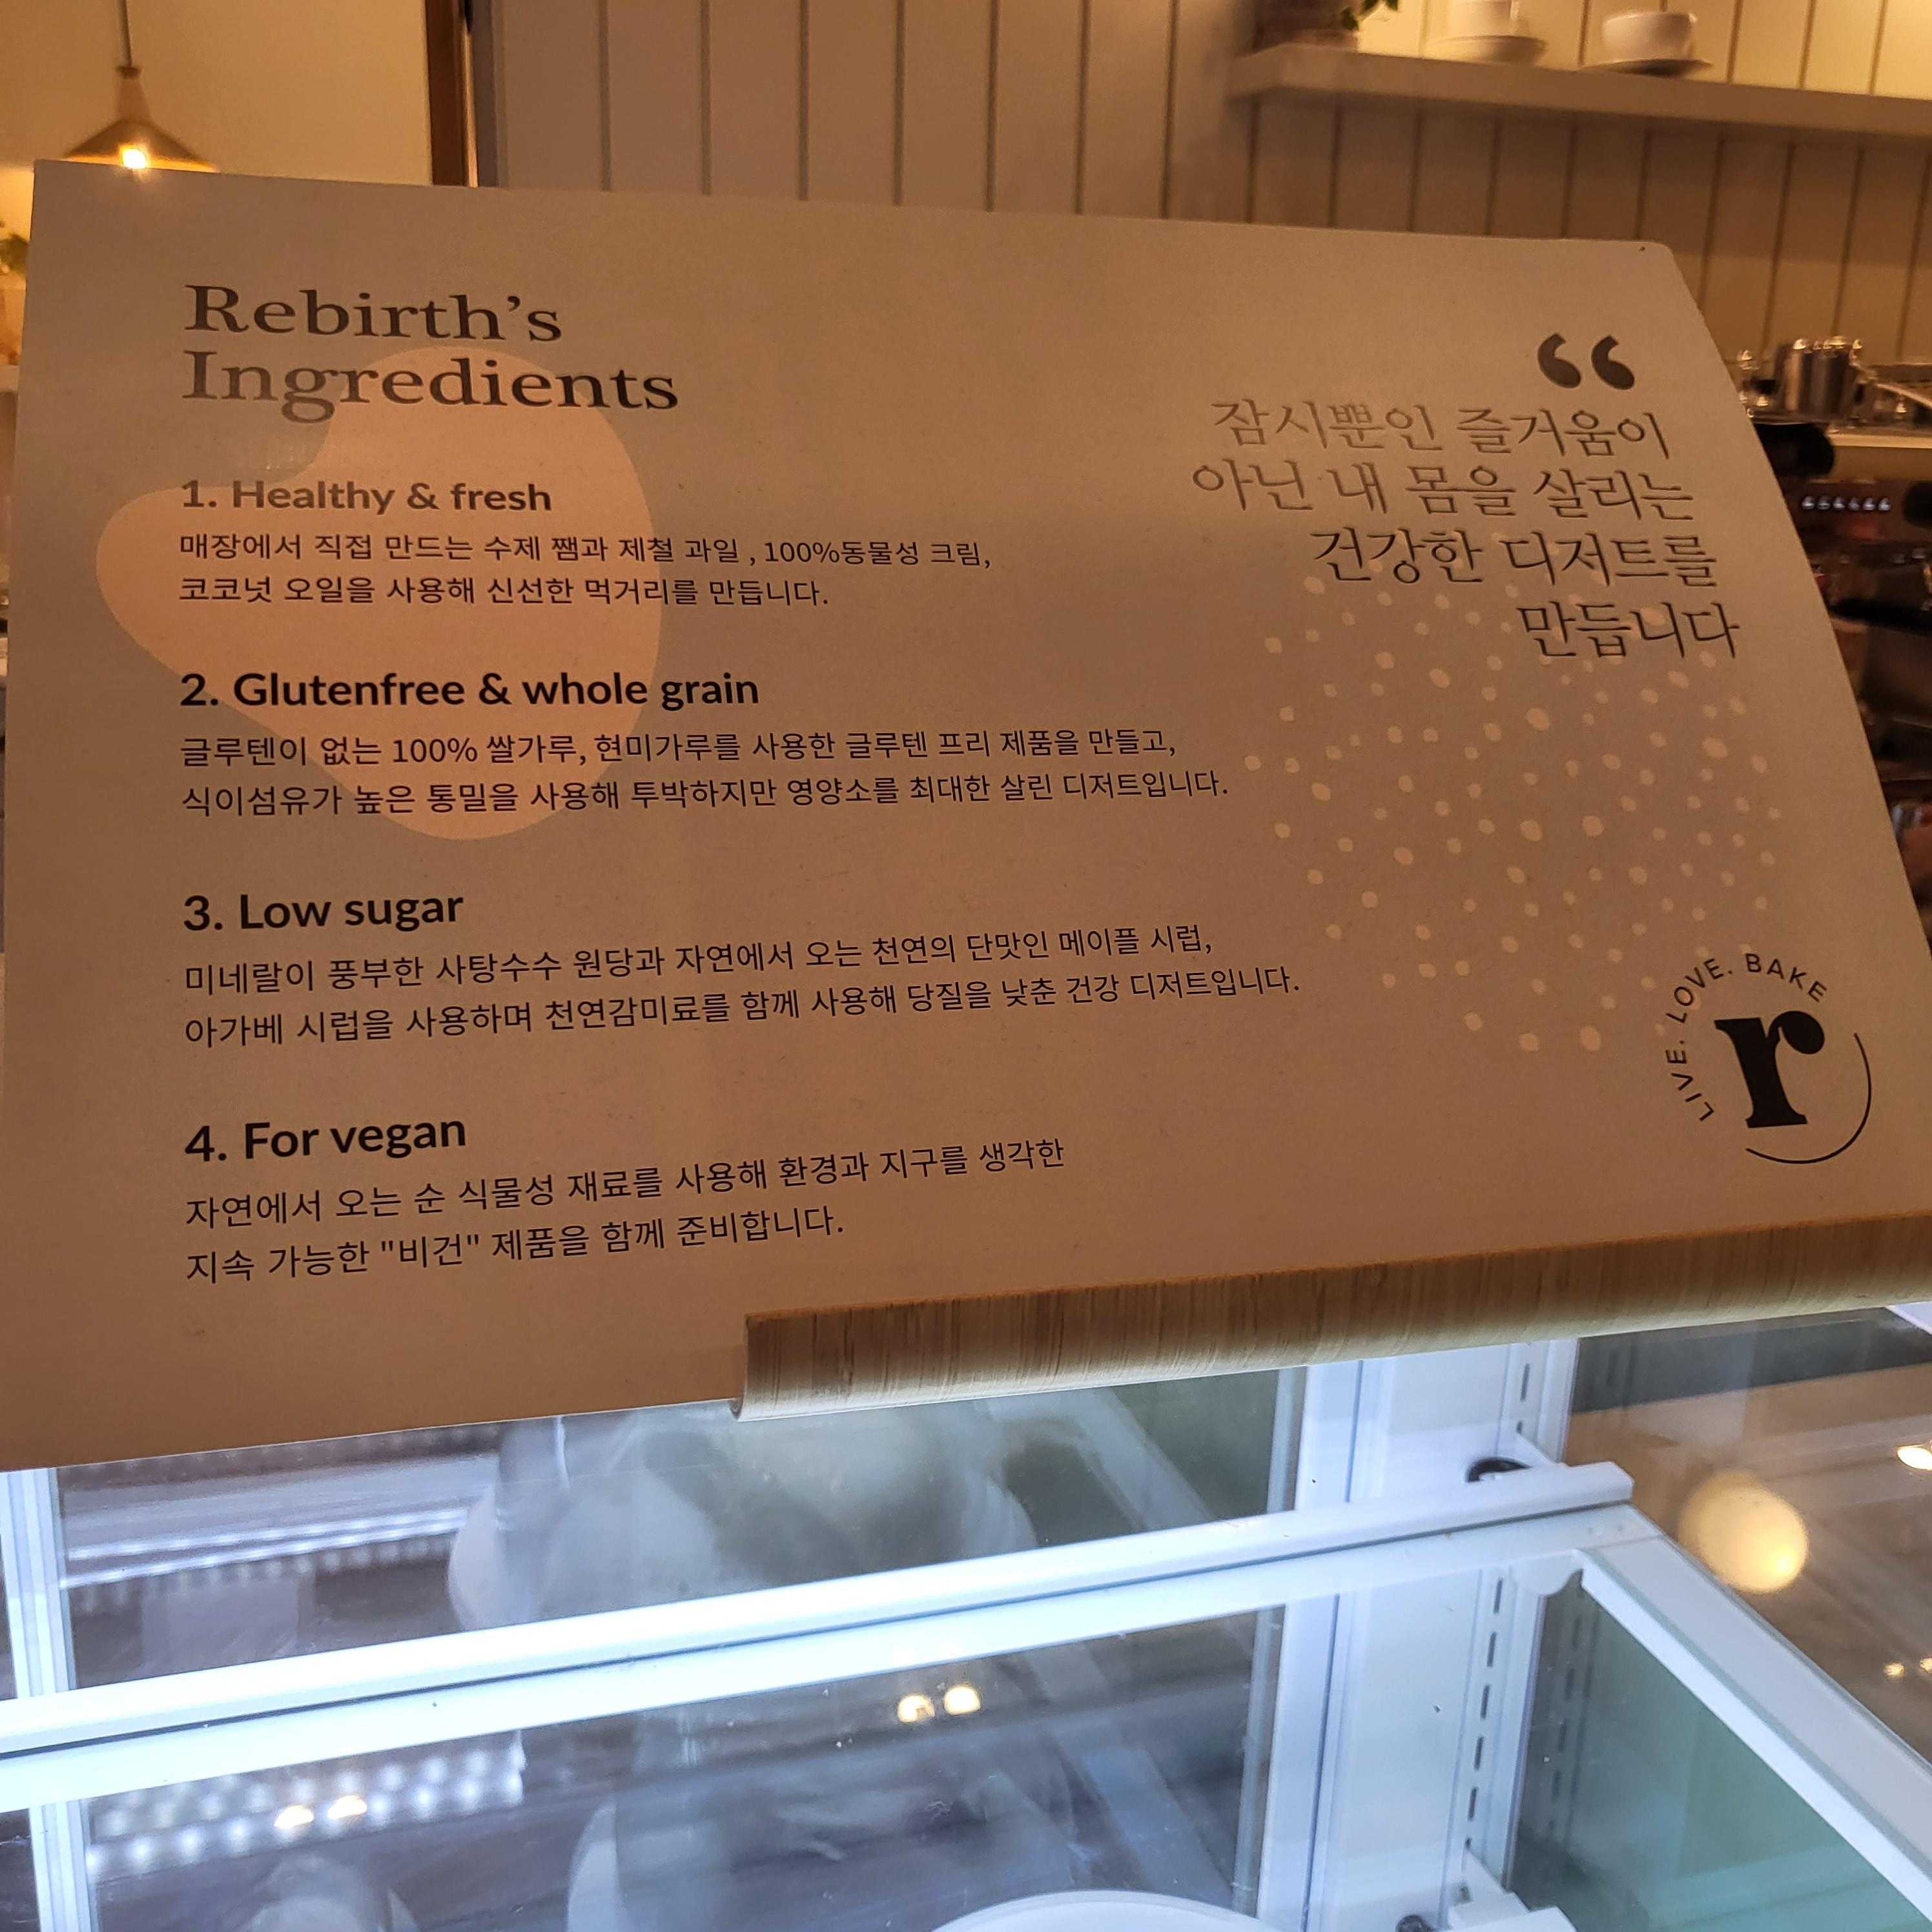 Rebirth's
Ingredients
1. Healthy & fresh
매장에서 직접 만드는 수제 쨈과 제철 과일 , 100%동물성 크림,
코코넛 오일을 사용해 신선한 먹거리를 만듭니다.
2. Glutenfree & whole grain
글루텐이 없는 100% 쌀가루, 현미가루를 사용한 글루텐 프리 제품을 만들고,
식이섬유가 높은 통밀을 사용해 투박하지만 영양소를 최대한 살린 디저트입니다.
3. Low sugar
미네랄이 풍부한 사탕수수 원당과 자연에서 오는 천연의 단맛인 메이플 시럽,
아가베 시럽을 사용하며 천연감미료를 함께 사용해 당질을 낮춘 건강 디저트입니다.
4. For vegan
자연에서 오는 순 식물성 재료를 사용해 환경과 지구를 생각한
지속 가능한 "비건" 제품을 함께 준비합니다.
“
잠시뿐인 즐거움이
아닌 내 몸을 살리는
건강한 디저트를
만듭니다
LIVE. LOVE. BAKE
r